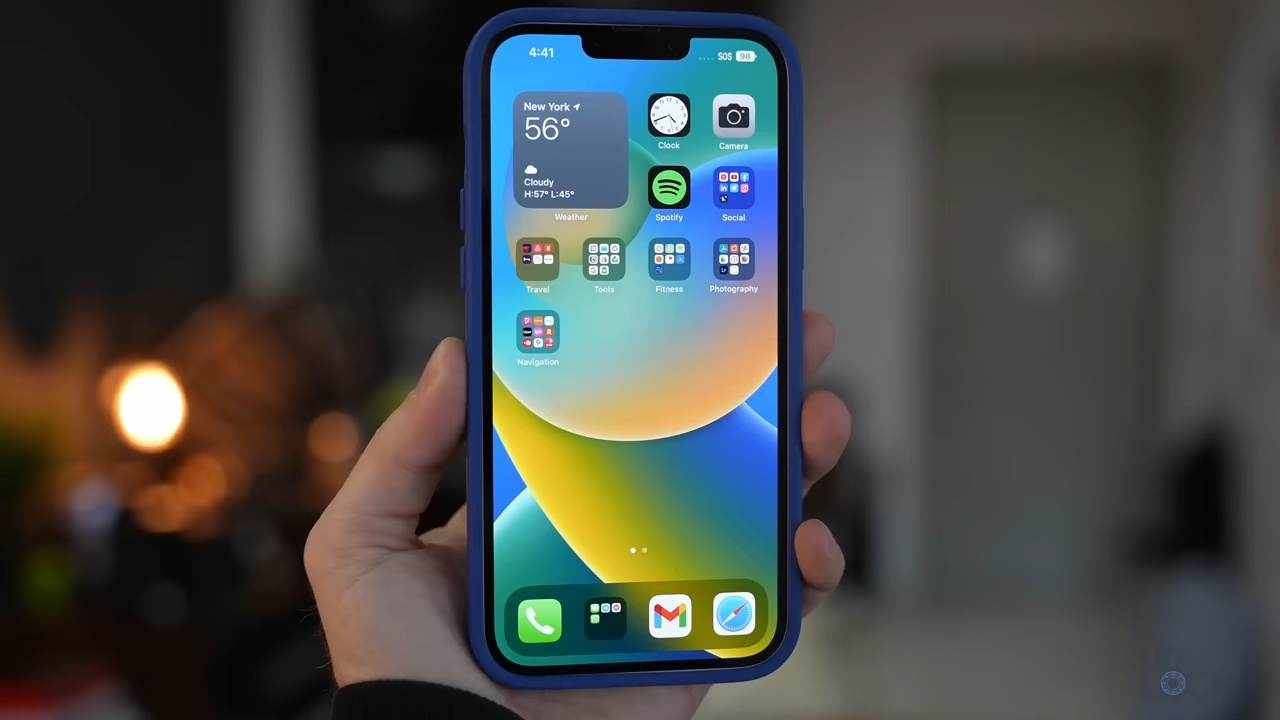 4:41
SOS 98
New York
56°
Cloudy
H:57° L:45°
Weather
Clock
Camera
Spotify
Social
Travel
Tools
Fitness
Photography
Navigation